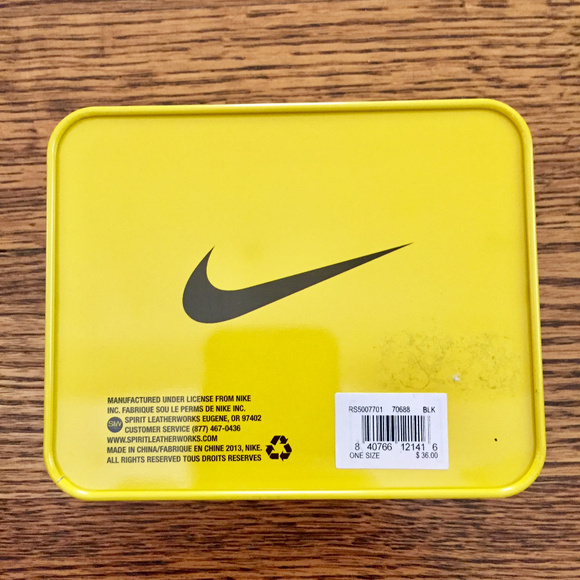 MANUFACTURED UNDER LICENSE FROM NIKE
INC. FABRIQUE SOU LE PERMS DE NIKE INC.
SLW
SPIRIT LEATHERWORKS EUGENE, OR 97402
CUSTOMER SERVICE (877) 467-0436
WWW.SPIRITLEATHERWORKS.COM
MADE IN CHINA/FABRIQUE EN CHINE 2013, NIKE.
ALL RIGHTS RESERVED TOUS DROITS RESERVES
RS5007701 70688 BLK
8 40766 12141 6
ONE SIZE $ 36.00